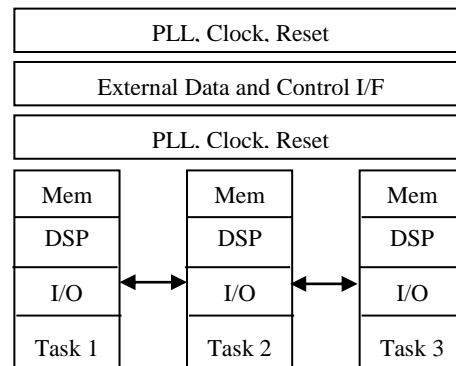 PLL, Clock, Reset
External Data and Control I/F
PLL, Clock, Reset
Mem Mem Mem
DSP DSP DSP
I/O I/O I/O
Task 1 Task 2 Task 3